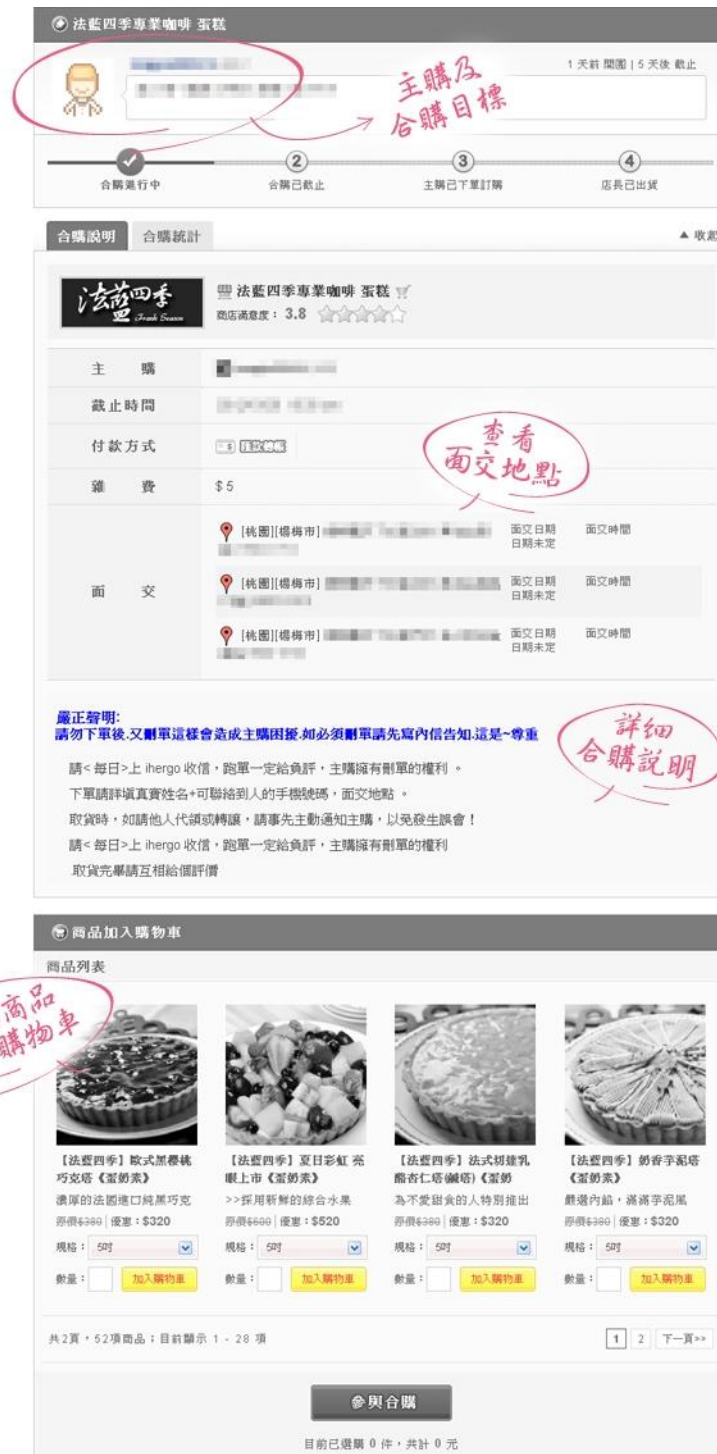 法藍四季專業咖啡 蛋糕
1 天前 開團 | 5 天後 截止
主購及
合購目標
2
3
4
合購進行中
合購已截止
主購已下單訂購
店長已出貨
合購說明
合購統計
▲ 收起
法藍四季
Frank Season
法藍四季專業咖啡 蛋糕
商店滿意度： 3.8
主 購
截止時間
付款方式
匯款轉帳
查看
面交地點
雜 費
$ 5
面 交
[桃園][楊梅市]
面交日期
日期未定
面交時間
[桃園][楊梅市]
面交日期
日期未定
面交時間
[桃園][楊梅市]
面交日期
日期未定
面交時間
嚴正聲明:
請勿下單後.又刪單這樣會造成主購困擾.如必須刪單請先寫內信告知.這是~尊重
詳細
合購説明
請< 每日>上 ihergo 收信，跑單一定給負評，主購擁有刪單的權利 。
下單請詳塡真實姓名+可聯絡到人的手機號碼，面交地點 。
取貨時，如請他人代領或轉讓，請事先主動通知主購，以免發生誤會！
請< 每日>上 ihergo 收信，跑單一定給負評，主購擁有刪單的權利
取貨完畢請互相給個評價
商品加入購物車
商品列表
商品
購物車
【法藍四季】歐式黑櫻桃
巧克塔《蛋奶素》
濃厚的法國進口純黑巧克
原價$380 | 優惠：$320
規格： 5吋
數量：
加入購物車
【法藍四季】夏日彩虹 亮
眼上市《蛋奶素》
>>採用新鮮的綜合水果
原價$600 | 優惠：$520
規格： 5吋
數量：
加入購物車
【法藍四季】法式切達乳
酪杏仁塔(鹹塔)《蛋奶
為不愛甜食的人特別推出
原價$380 | 優惠：$320
規格： 5吋
數量：
加入購物車
【法藍四季】奶香芋泥塔
《蛋奶素》
嚴選內餡，滿滿芋泥風
原價$380 | 優惠：$320
規格： 5吋
數量：
加入購物車
共2頁，52項商品；目前顯示 1 - 28 項
1 2 下一頁>>
參與合購
目前已選購 0 件，共計 0 元